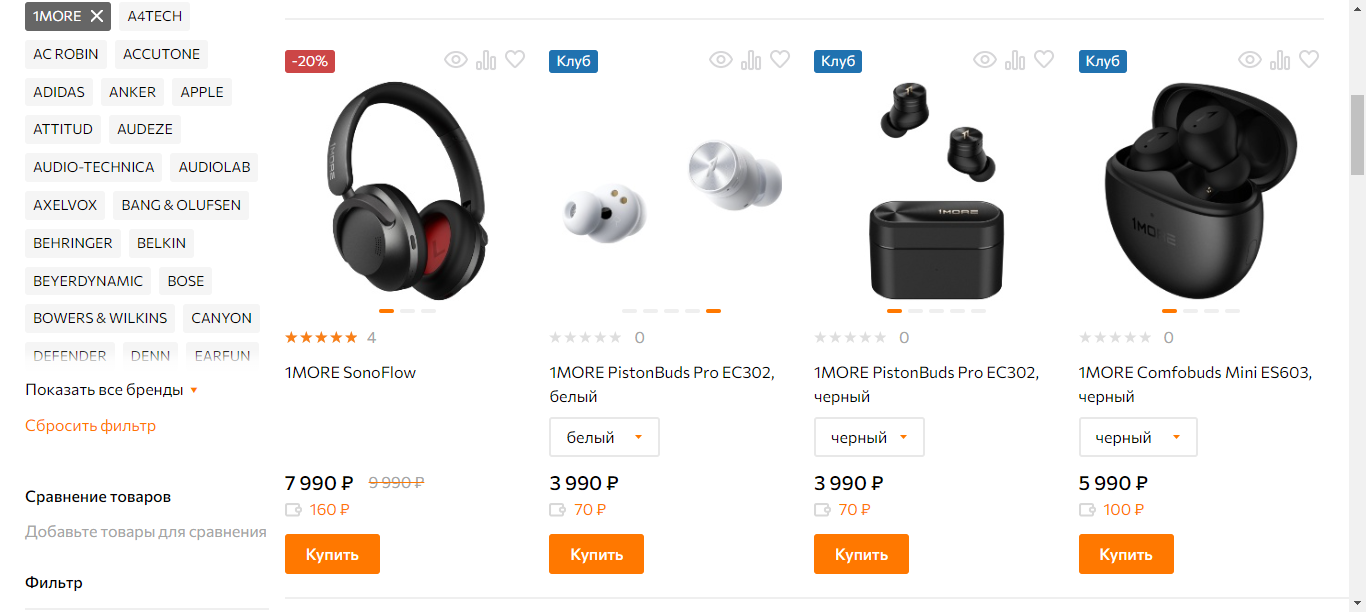 1MORE
A4TECH
AC ROBIN
ACCUTONE
ADIDAS
ANKER
APPLE
ATTITUD
AUDEZE
AUDIO-TECHNICA
AUDIOLAB
AXELVOX
BANG & OLUFSEN
BEHRINGER
BELKIN
BEYERDYNAMIC
BOSE
BOWERS & WILKINS
CANYON
DEFENDER
DENN
EARFUN
Показать все бренды
Сбросить фильтр
Сравнение товаров
Добавьте товары для сравнения
Фильтр
-20%
1MORE
4
1MORE SonoFlow
7 990 ₽ 9 990 ₽
160 ₽
Купить
Клуб
0
1MORE PistonBuds Pro EC302,
белый
белый
3 990 ₽
70 ₽
Купить
Клуб
1MORE
0
1MORE PistonBuds Pro EC302,
черный
черный
3 990 ₽
70 ₽
Купить
Клуб
1MORE
0
1MORE Comfobuds Mini ES603,
черный
черный
5 990 ₽
100 ₽
Купить